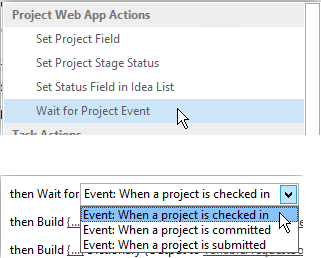 Project Web App Actions
Set Project Field
Set Project Stage Status
Set Status Field in Idea List
Wait for Project Event
Task Actions
then Wait for Event: When a project is checked in
then Build {... Event: When a project is checked in
Event: When a project is committed
then Build {... Event: When a project is submitted